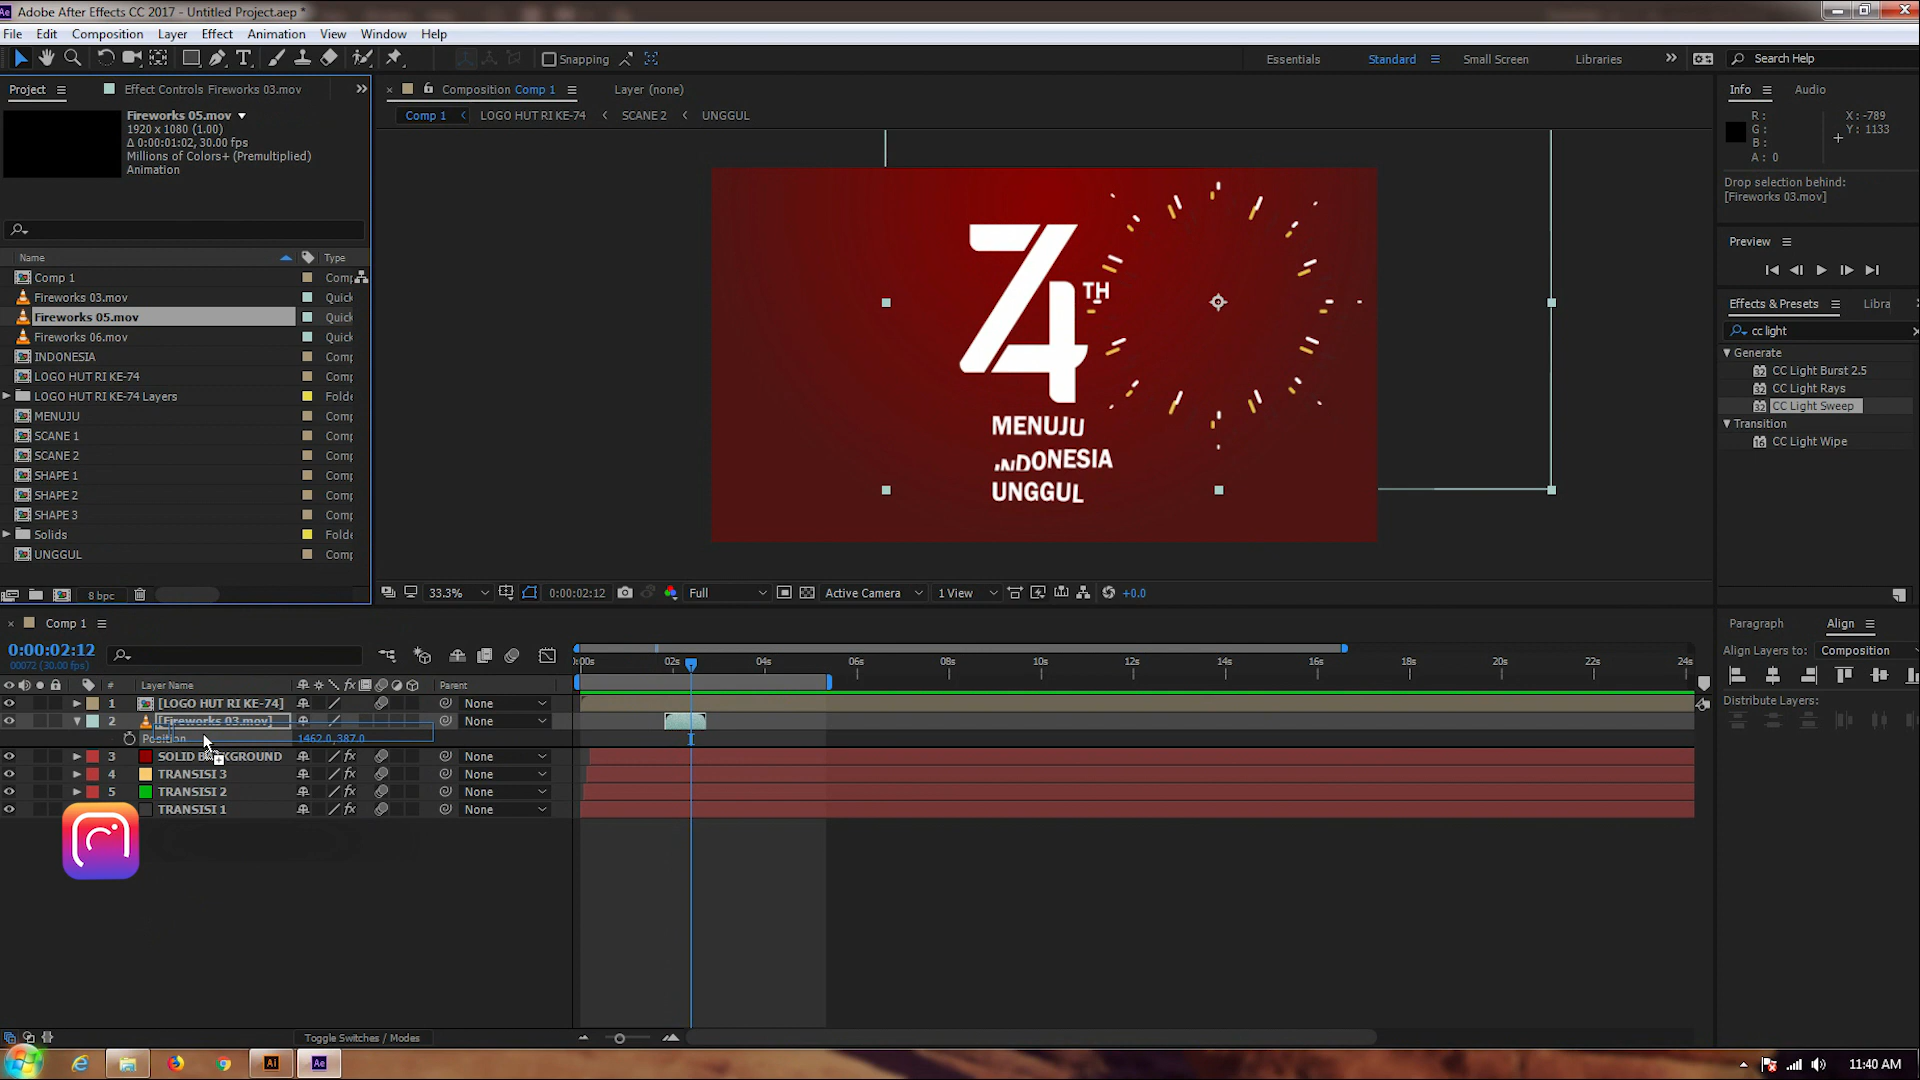 Adobe After Effects CC 2017 - Untitled Project.aep *
File Edit Composition Layer Effect Animation View Window Help
Snapping
Essentials Standard Small Screen Libraries Search Help
Project Effect Controls Fireworks 03.mov
Fireworks 05.mov
1920 x 1080 (1.00)
Δ 0:00:01:02, 30.00 fps
Millions of Colors+ (Premultiplied)
Animation
Name Type
Comp 1 Comp
Fireworks 03.mov Quick
Fireworks 05.mov Quick
Fireworks 06.mov Quick
INDONESIA Comp
LOGO HUT RI KE-74 Comp
LOGO HUT RI KE-74 Layers Folde
MENUJU Comp
SCANE 1 Comp
SCANE 2 Comp
SHAPE 1 Comp
SHAPE 2 Comp
SHAPE 3 Comp
Solids Folde
UNGGUL Comp
8 bpc
Composition Comp 1 Layer (none)
Comp 1 LOGO HUT RI KE-74 SCANE 2 UNGGUL
74 TH
MENUJU
INDONESIA
UNGGUL
33.3% 0:00:02:12 Full Active Camera 1 View +0.0
Info Audio
R : X : -789
G : Y : 1133
B :
A : 0
Drop selection behind:
[Fireworks 03.mov]
Preview
Effects & Presets Libra
cc light
Generate
CC Light Burst 2.5
CC Light Rays
CC Light Sweep
Transition
CC Light Wipe
Comp 1
0:00:02:12
00072 (30.00 fps)
:00s 02s 04s 06s 08s 10s 12s 14s 16s 18s 20s 22s 24s
# Layer Name Parent
1 [LOGO HUT RI KE-74] None
2 [Fireworks 03.mov] None
Position 1462.0,387.0
3 SOLID BACKGROUND None
4 TRANSISI 3 None
5 TRANSISI 2 None
TRANSISI 1 None
Toggle Switches / Modes
Paragraph Align
Align Layers to: Composition
Distribute Layers:
Ai Ae
11:40 AM